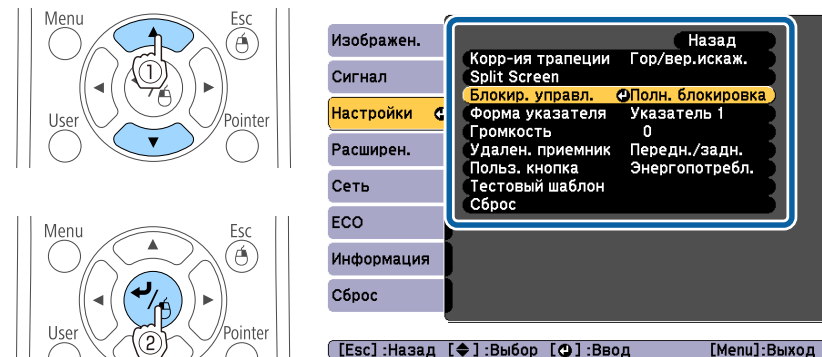 Menu
Esc
①
User
Pointer
Menu
Esc
User
②
Pointer
Изображен.
Сигнал
Настройки
Расширен.
Сеть
ECO
Информация
Сброс
Назад
Корр-ия трапеции Гор/вер.искаж.
Split Screen
Блокир. управл. Полн. блокировка
Форма указателя Указатель 1
Громкость 0
Удален. приемник Передн./задн.
Польз. кнопка Энергопотребл.
Тестовый шаблон
Сброс
[Esc] :Назад [◆] :Выбор [⏎] :Ввод [Menu]:Выход